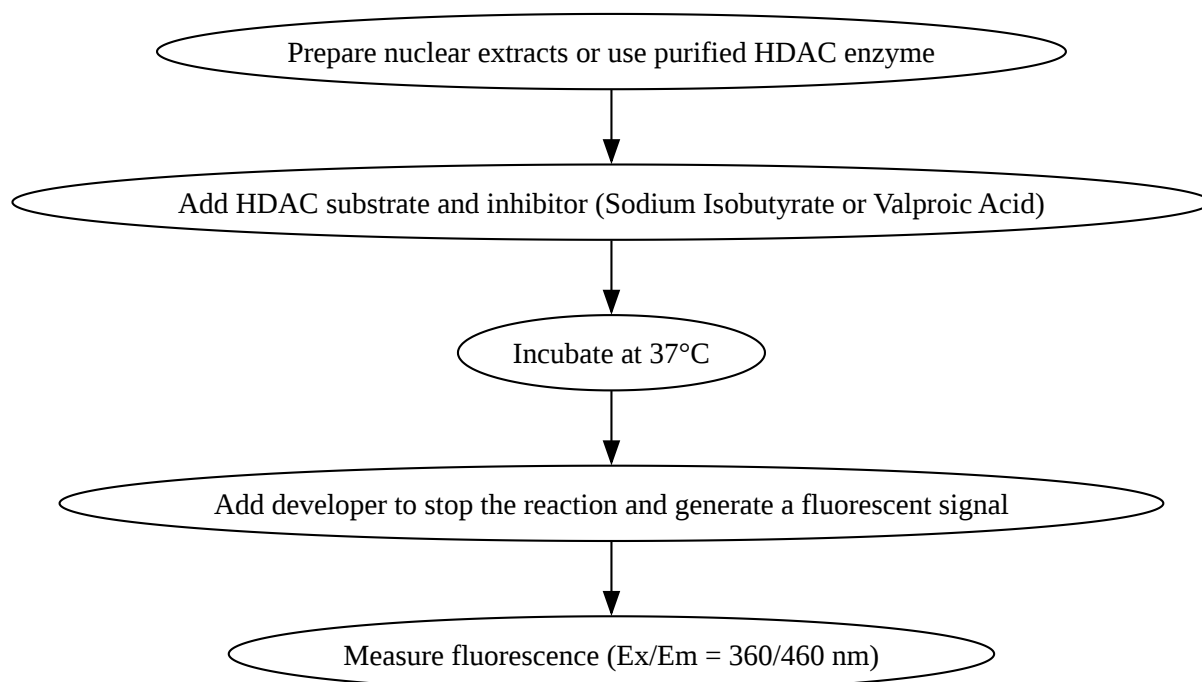 Prepare nuclear extracts or use purified HDAC enzyme
Add HDAC substrate and inhibitor (Sodium Isobutyrate or Valproic Acid)
Incubate at 37°C
Add developer to stop the reaction and generate a fluorescent signal
Measure fluorescence (Ex/Em = 360/460 nm)